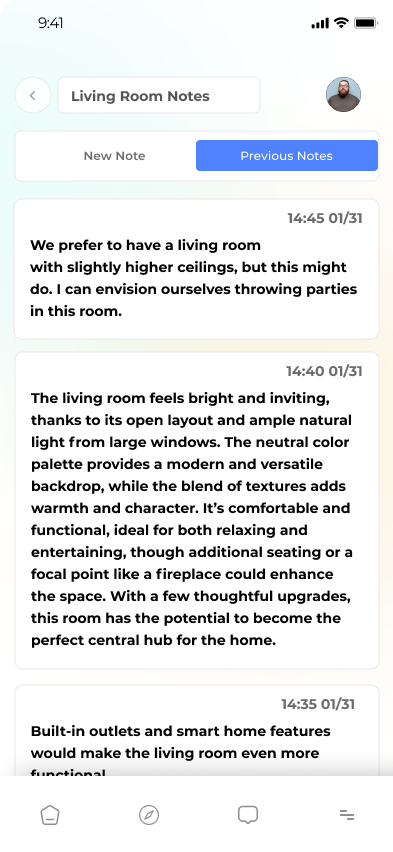 9:41
Living Room Notes
New Note
Previous Notes
14:45 01/31
We prefer to have a living room
with slightly higher ceilings, but this might
do. I can envision ourselves throwing parties
in this room.
14:40 01/31
The living room feels bright and inviting,
thanks to its open layout and ample natural
light from large windows. The neutral color
palette provides a modern and versatile
backdrop, while the blend of textures adds
warmth and character. It’s comfortable and
functional, ideal for both relaxing and
entertaining, though additional seating or a
focal point like a fireplace could enhance
the space. With a few thoughtful upgrades,
this room has the potential to become the
perfect central hub for the home.
14:35 01/31
Built-in outlets and smart home features
would make the living room even more
functional